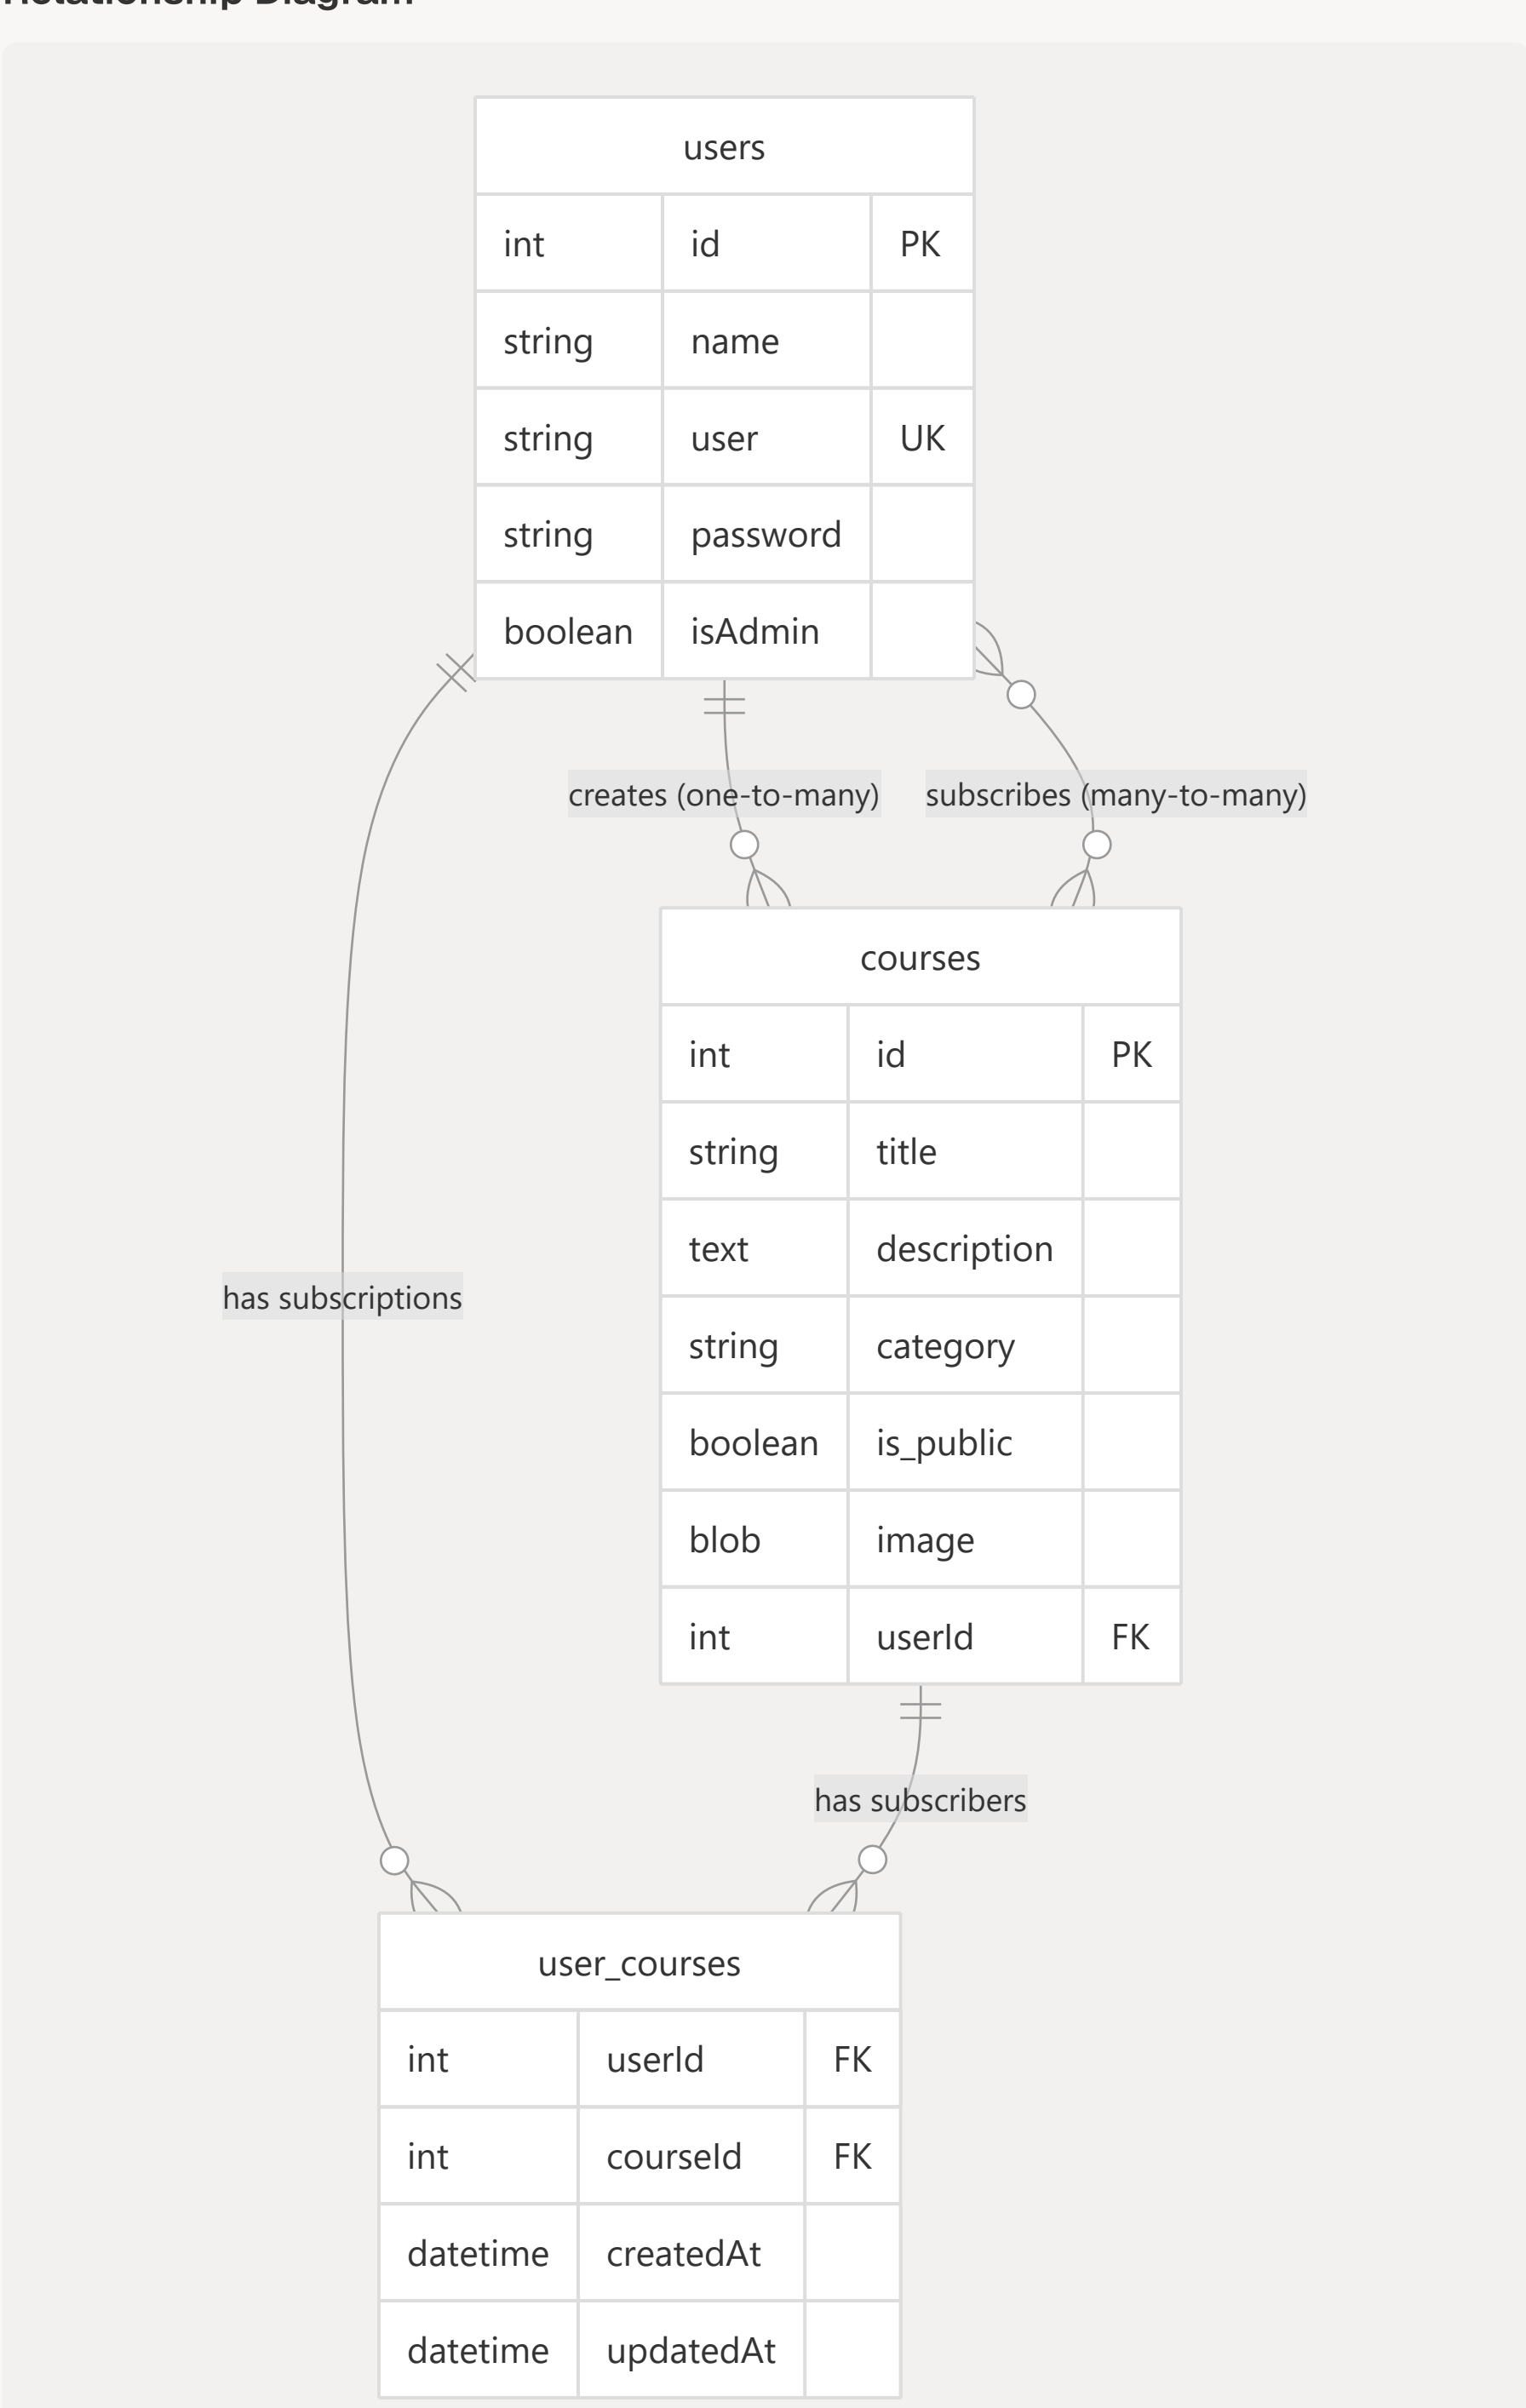 Relationship Diagram
users
int id PK
string name
string user UK
string password
boolean isAdmin
creates (one-to-many) subscribes (many-to-many)
courses
int id PK
string title
text description
string category
boolean is_public
blob image
int userId FK
has subscriptions
has subscribers
user_courses
int userId FK
int courseId FK
datetime createdAt
datetime updatedAt